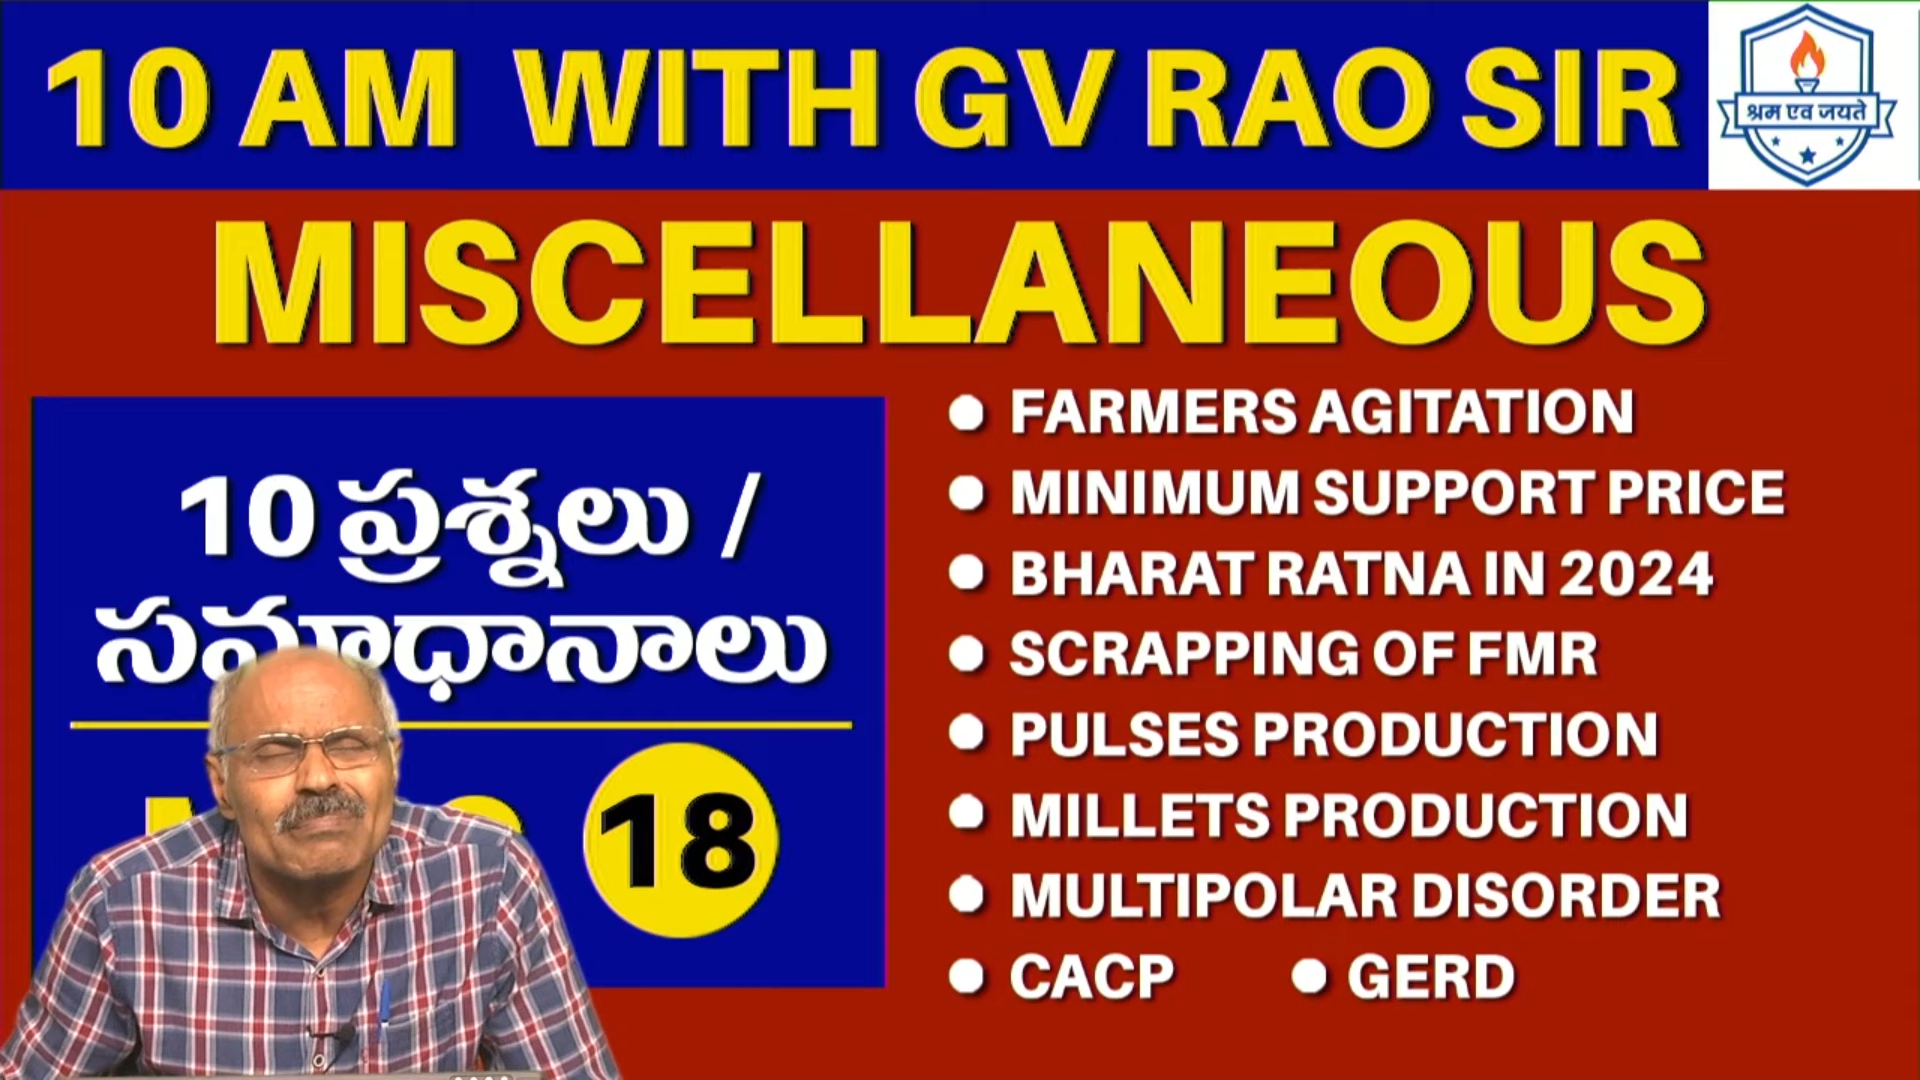 10 AM WITH GV RAO SIR
श्रम एव जयते
MISCELLANEOUS
10 ప్రశ్నలు /
సమాధానాలు
18
• FARMERS AGITATION
• MINIMUM SUPPORT PRICE
• BHARAT RATNA IN 2024
• SCRAPPING OF FMR
• PULSES PRODUCTION
• MILLETS PRODUCTION
• MULTIPOLAR DISORDER
• CACP • GERD